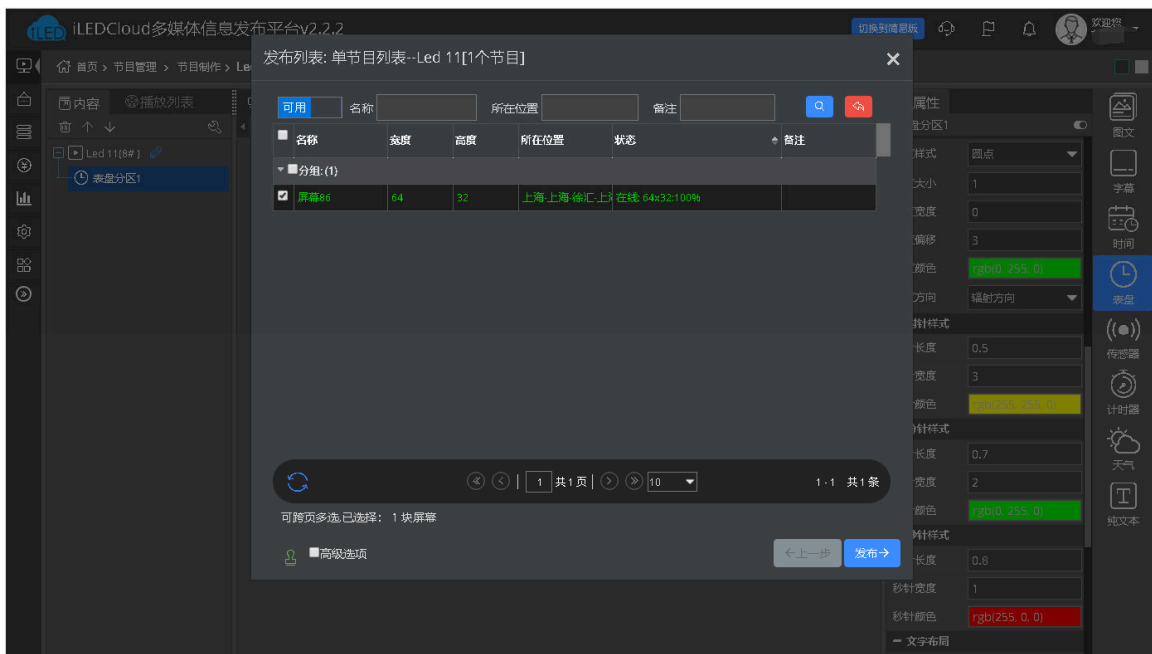 iLED iLEDCloud多媒体信息发布平台v2.2.2 切换到简易版 欢迎您
首页 > 节目管理 > 节目制作 > Le
发布列表: 单节目列表--Led 11[1个节目]
内容 播放列表
Led 11[8#]
表盘分区1
可用 名称 所在位置 备注
名称 宽度 高度 所在位置 状态 备注
分组:(1)
屏幕86 64 32 上海-上海-徐汇-上 在线: 64x32:100%
1 共1页 10 1-1 共1条
可跨页多选,已选择: 1 块屏幕
高级选项 上一步 发布
属性
盘分区1
样式 圆点
大小 1
宽度 0
偏移 3
颜色 rgb(0, 255, 0)
方向 辐射方向
针样式
长度 0.5
宽度 3
颜色 rgb(255, 255, 0)
分针样式
长度 0.7
宽度 2
颜色 rgb(0, 255, 0)
针样式
长度 0.8
秒针宽度 1
秒针颜色 rgb(255, 0, 0)
文字布局
图文
字幕
时间
表盘
传感器
计时器
天气
纯文本